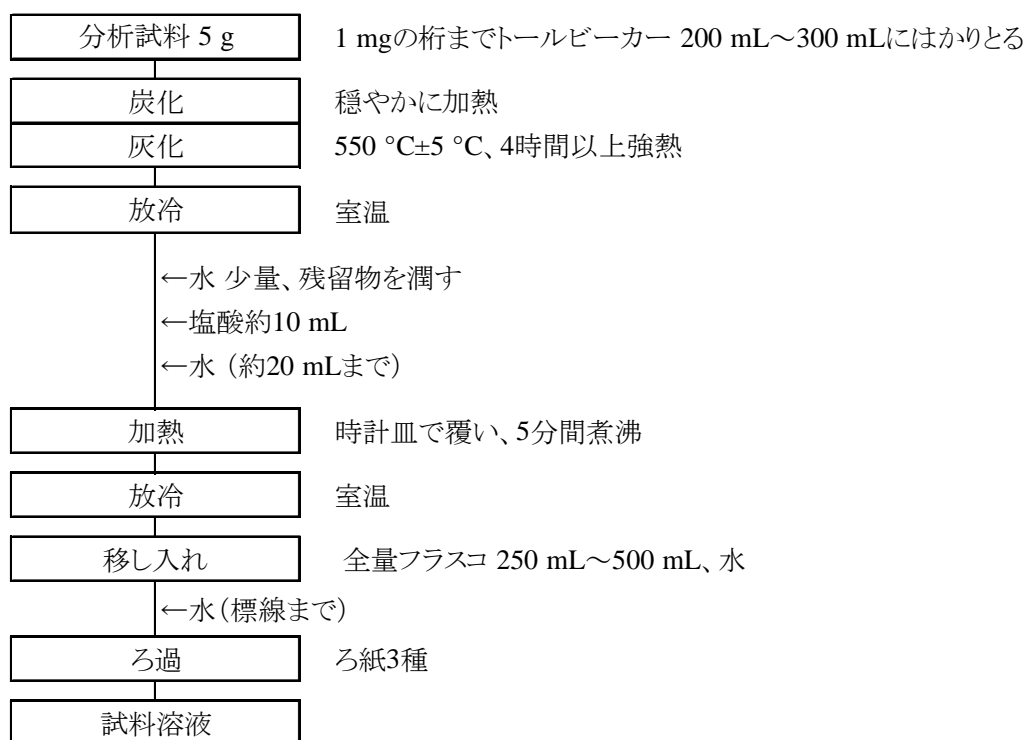 分析試料 5 g 1 mgの桁までトールビーカー 200 mL～300 mLにはかりとる
炭化 穏やかに加熱
灰化 550 °C±5 °C、4時間以上強熱
放冷 室温
←水 少量、残留物を潤す
←塩酸約10 mL
←水（約20 mLまで）
加熱 時計皿で覆い、5分間煮沸
放冷 室温
移し入れ 全量フラスコ 250 mL～500 mL、水
←水（標線まで）
ろ過 ろ紙3種
試料溶液